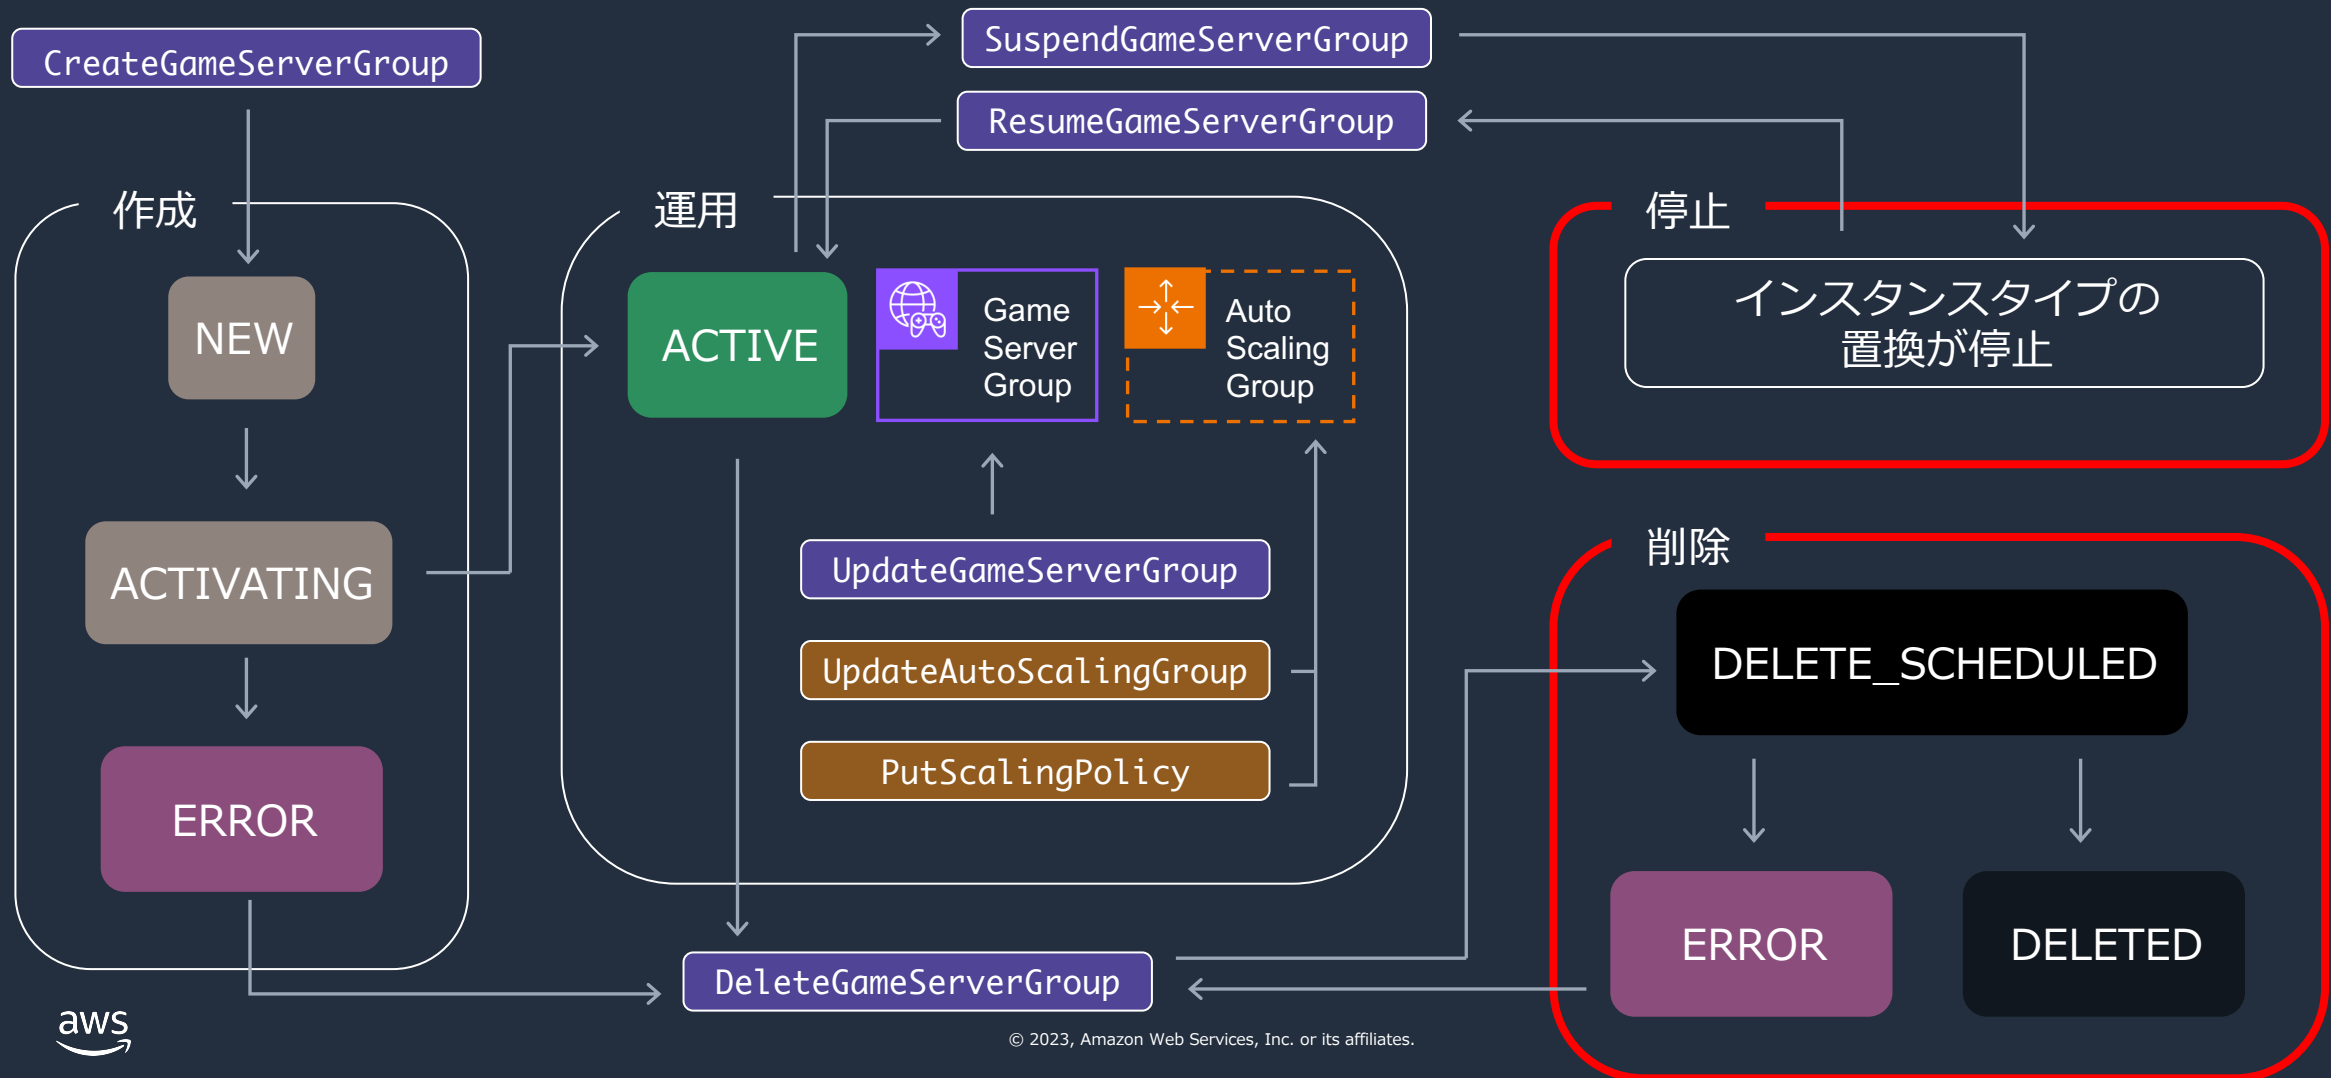 CreateGameServerGroup
SuspendGameServerGroup
ResumeGameServerGroup
作成
NEW
ACTIVATING
ERROR
運用
ACTIVE
Game
Server
Group
Auto
Scaling
Group
UpdateGameServerGroup
UpdateAutoScalingGroup
PutScalingPolicy
停止
インスタンスタイプの
置換が停止
削除
DELETE_SCHEDULED
ERROR
DELETED
DeleteGameServerGroup
aws
© 2023, Amazon Web Services, Inc. or its affiliates.